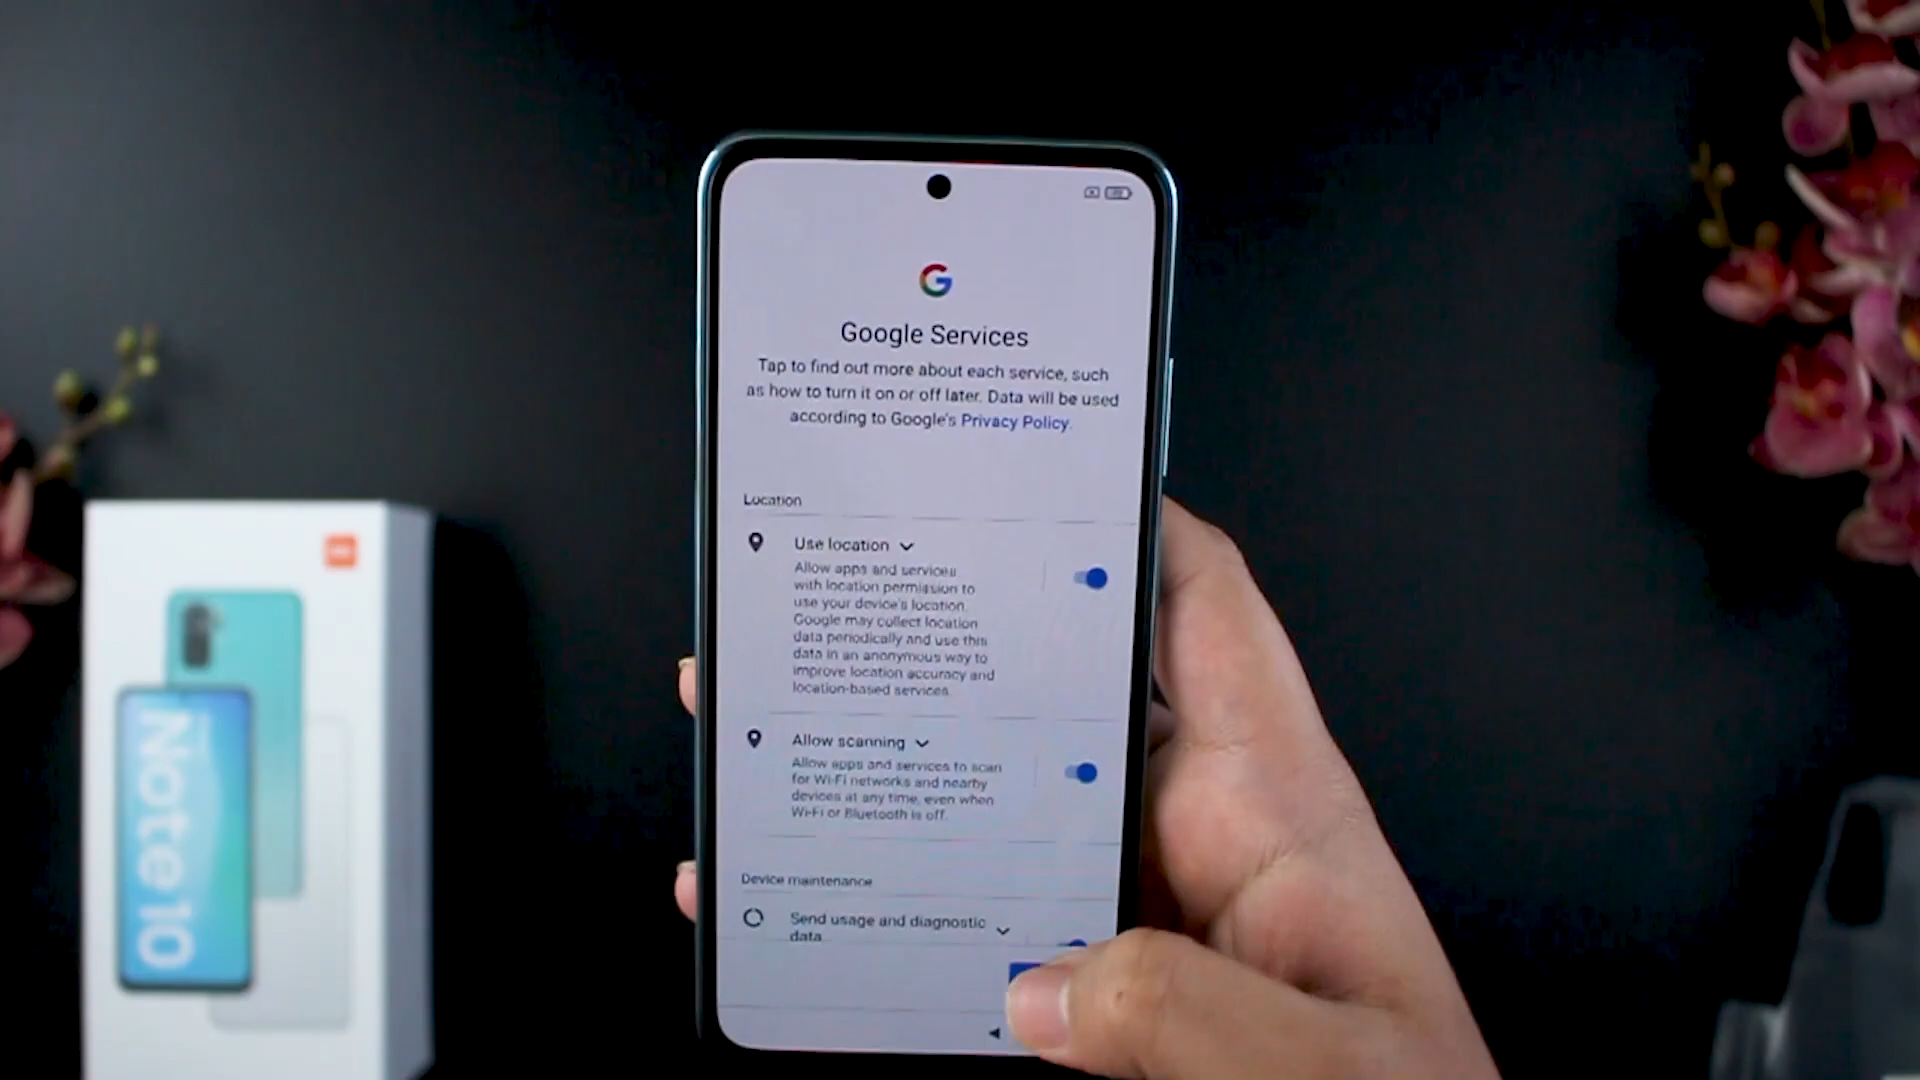 Google Services
Tap to find out more about each service, such
as how to turn it on or off later. Data will be used
according to Google's Privacy Policy.
Location
Use location
Allow apps and services
with location permission to
use your device's location.
Google may collect location
data periodically and use this
data in an anonymous way to
improve location accuracy and
location-based services.
Allow scanning
Allow apps and services to scan
for Wi-Fi networks and nearby
devices at any time, even when
Wi-Fi or Bluetooth is off.
Device maintenance
Send usage and diagnostic
data
Note 10